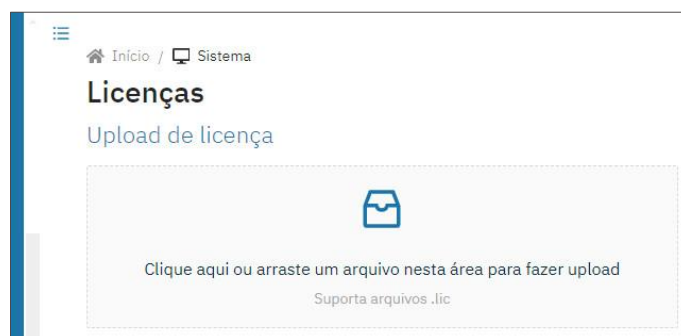 Início / Sistema
Licenças
Upload de licença
Clique aqui ou arraste um arquivo nesta área para fazer upload
Suporta arquivos .lic